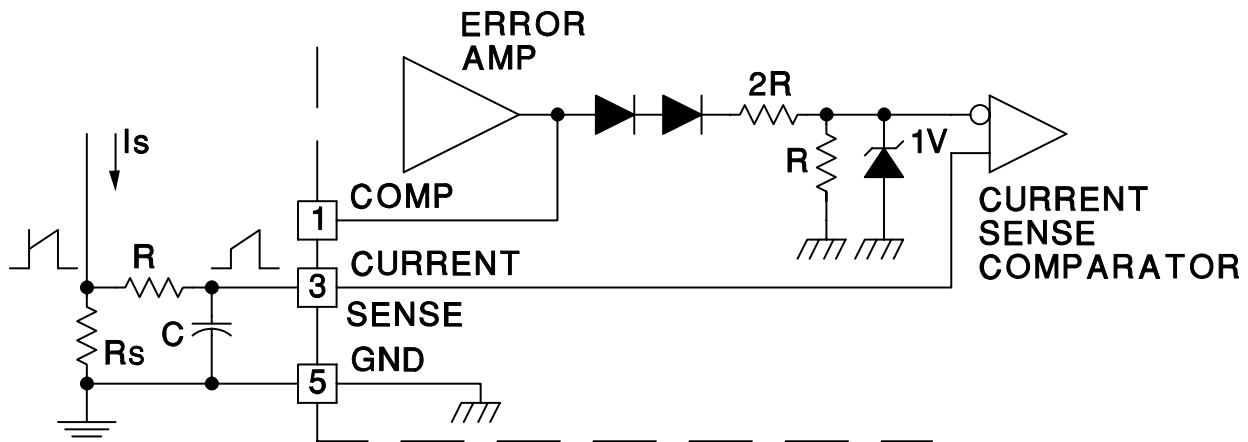 ERROR
AMP
2R
Is
R
1V
COMP
1
CURRENT
SENSE
COMPARATOR
R
CURRENT
3
SENSE
C
Rs
GND
5